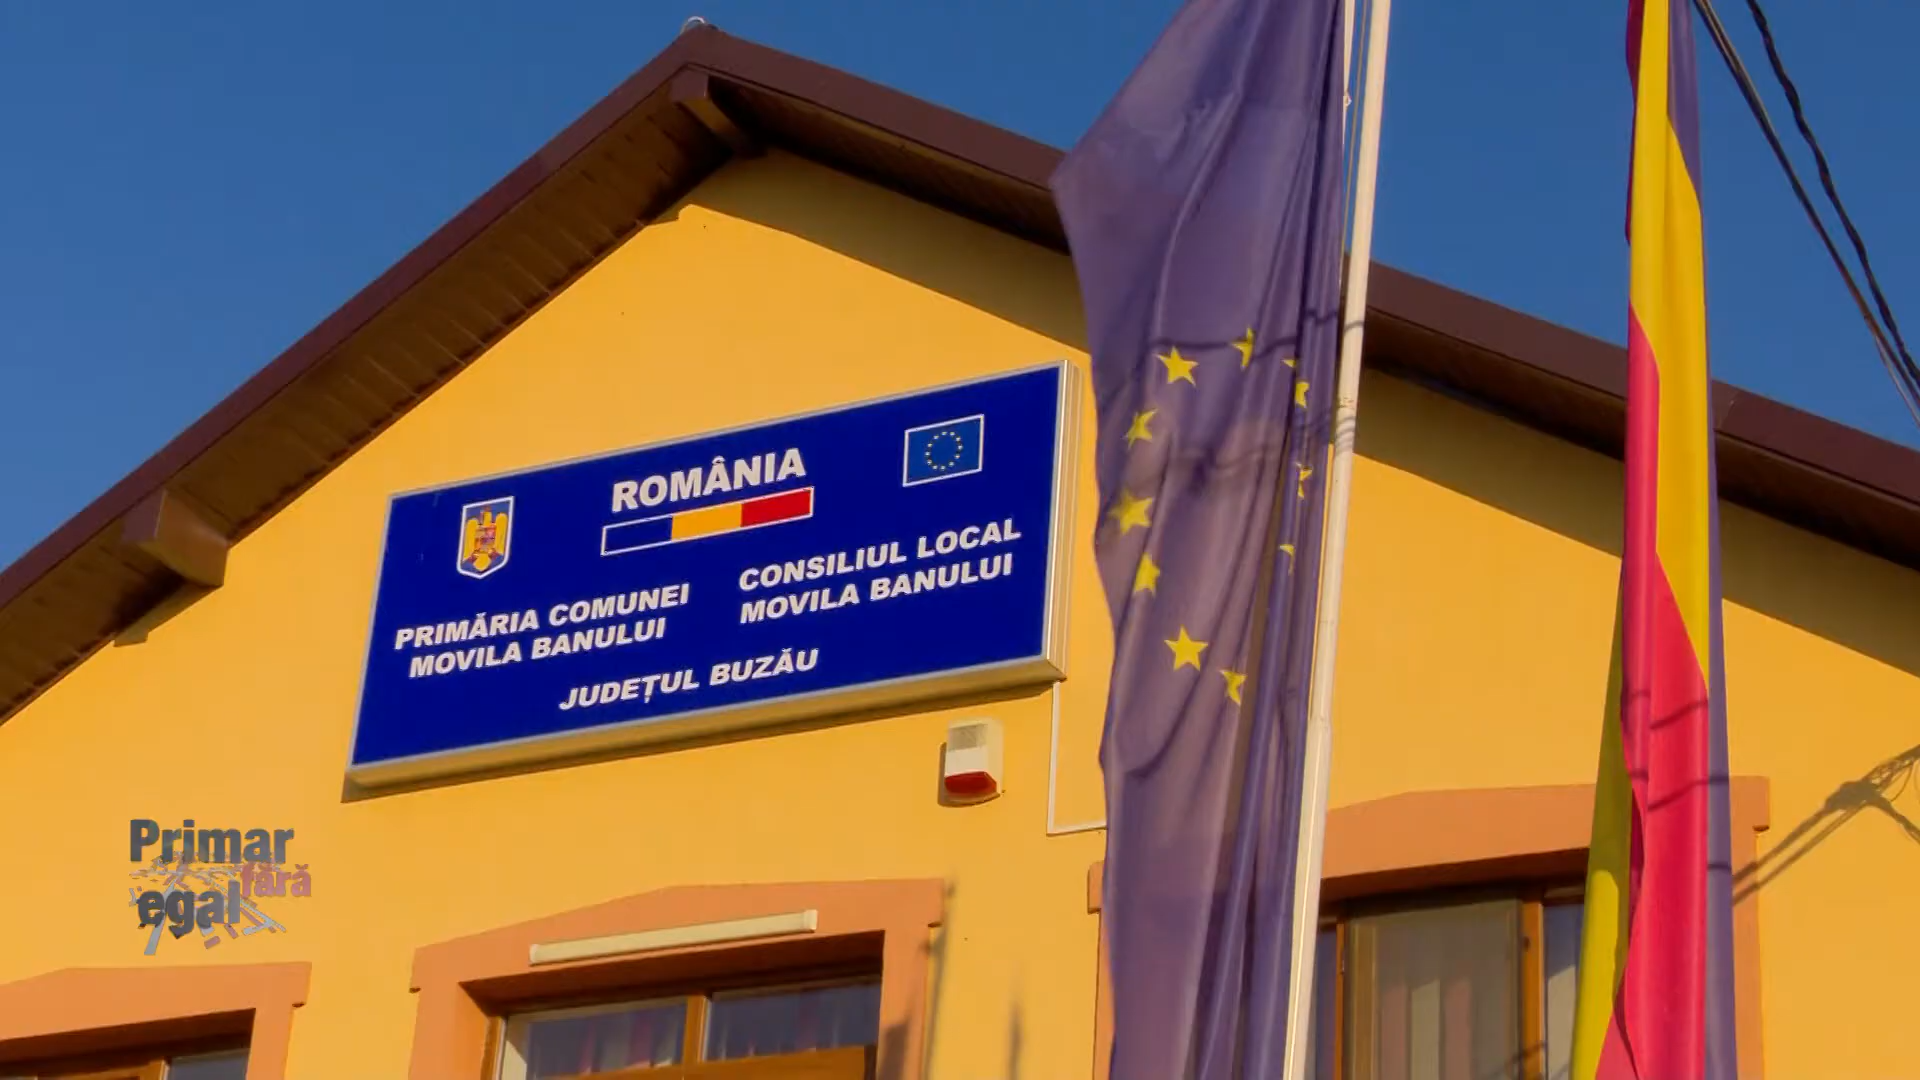 ROMÂNIA
PRIMĂRIA COMUNEI
MOVILA BANULUI
CONSILIUL LOCAL
MOVILA BANULUI
JUDEȚUL BUZĂU
Primar
fără
egal